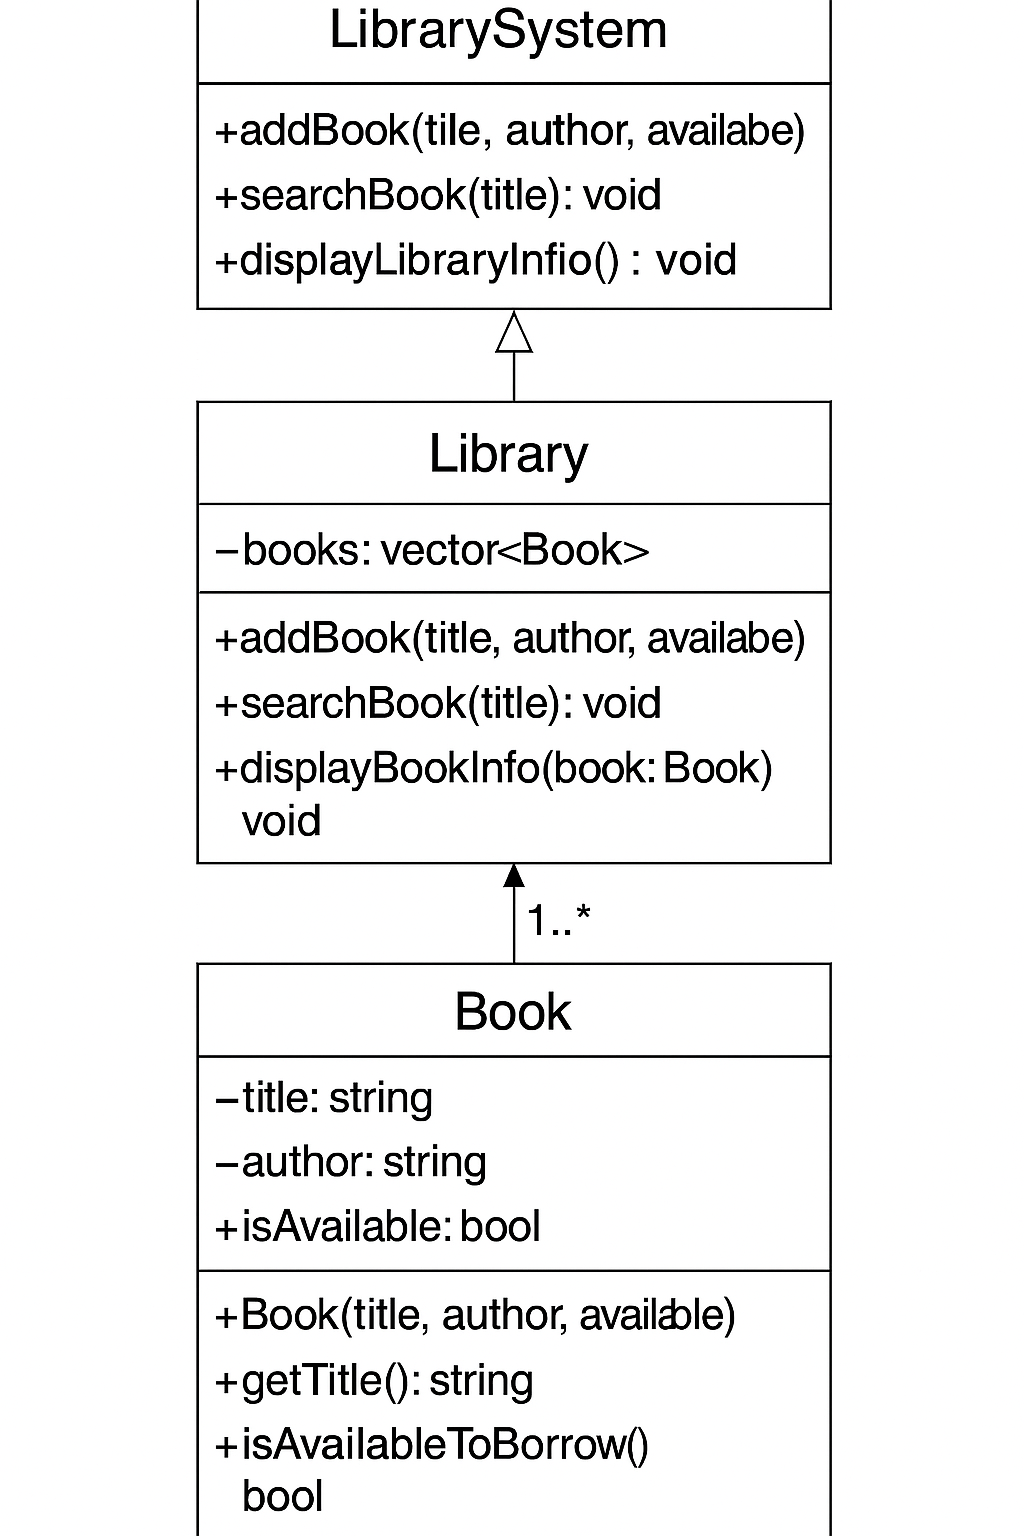 LibrarySystem
+addBook(tile, author, availabe)
+searchBook(title): void
+displayLibraryInfio() : void
Library
–books: vector<Book>
+addBook(title, author, availabe)
+searchBook(title): void
+displayBookInfo(book: Book)
void
1..*
Book
–title: string
–author: string
+isAvailable: bool
+Book(title, author, available)
+getTitle(): string
+isAvailableToBorrow()
bool